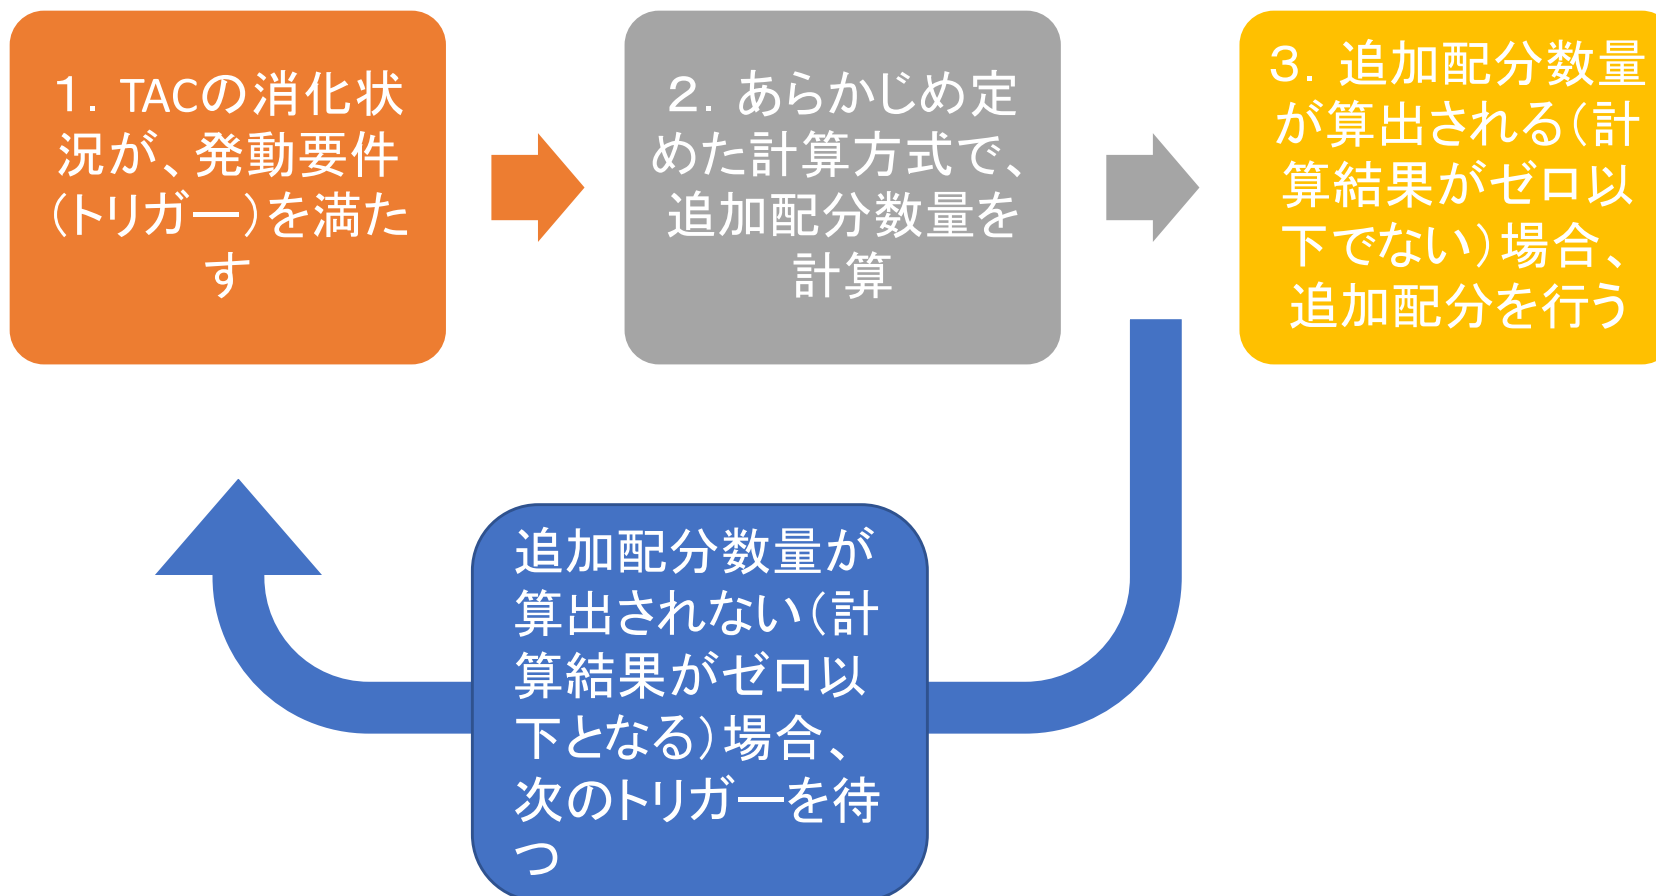 １．TACの消化状
況が、発動要件
（トリガー）を満た
す
２．あらかじめ定
めた計算方式で、
追加配分数量を
計算
３．追加配分数量
が算出される（計
算結果がゼロ以
下でない）場合、
追加配分を行う
追加配分数量が
算出されない（計
算結果がゼロ以
下となる）場合、
次のトリガーを待
つ